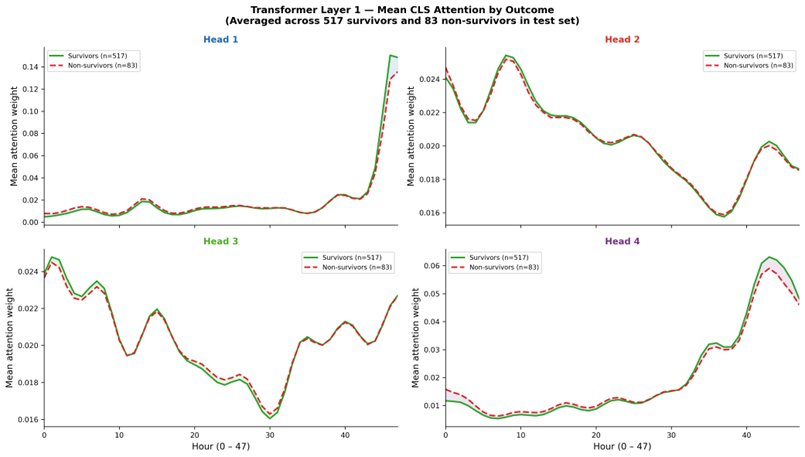 Transformer Layer 1 — Mean CLS Attention by Outcome
(Averaged across 517 survivors and 83 non-survivors in test set)
Head 1
Survivors (n=517)
Non-survivors (n=83)
Mean attention weight
0.14
0.12
0.10
0.08
0.06
0.04
0.02
0.00
Head 2
Survivors (n=517)
Non-survivors (n=83)
Mean attention weight
0.024
0.022
0.020
0.018
0.016
Head 3
Survivors (n=517)
Non-survivors (n=83)
Mean attention weight
0.024
0.022
0.020
0.018
0.016
0 10 20 30 40
Hour (0 – 47)
Head 4
Survivors (n=517)
Non-survivors (n=83)
Mean attention weight
0.06
0.05
0.04
0.03
0.02
0.01
0 10 20 30 40
Hour (0 – 47)